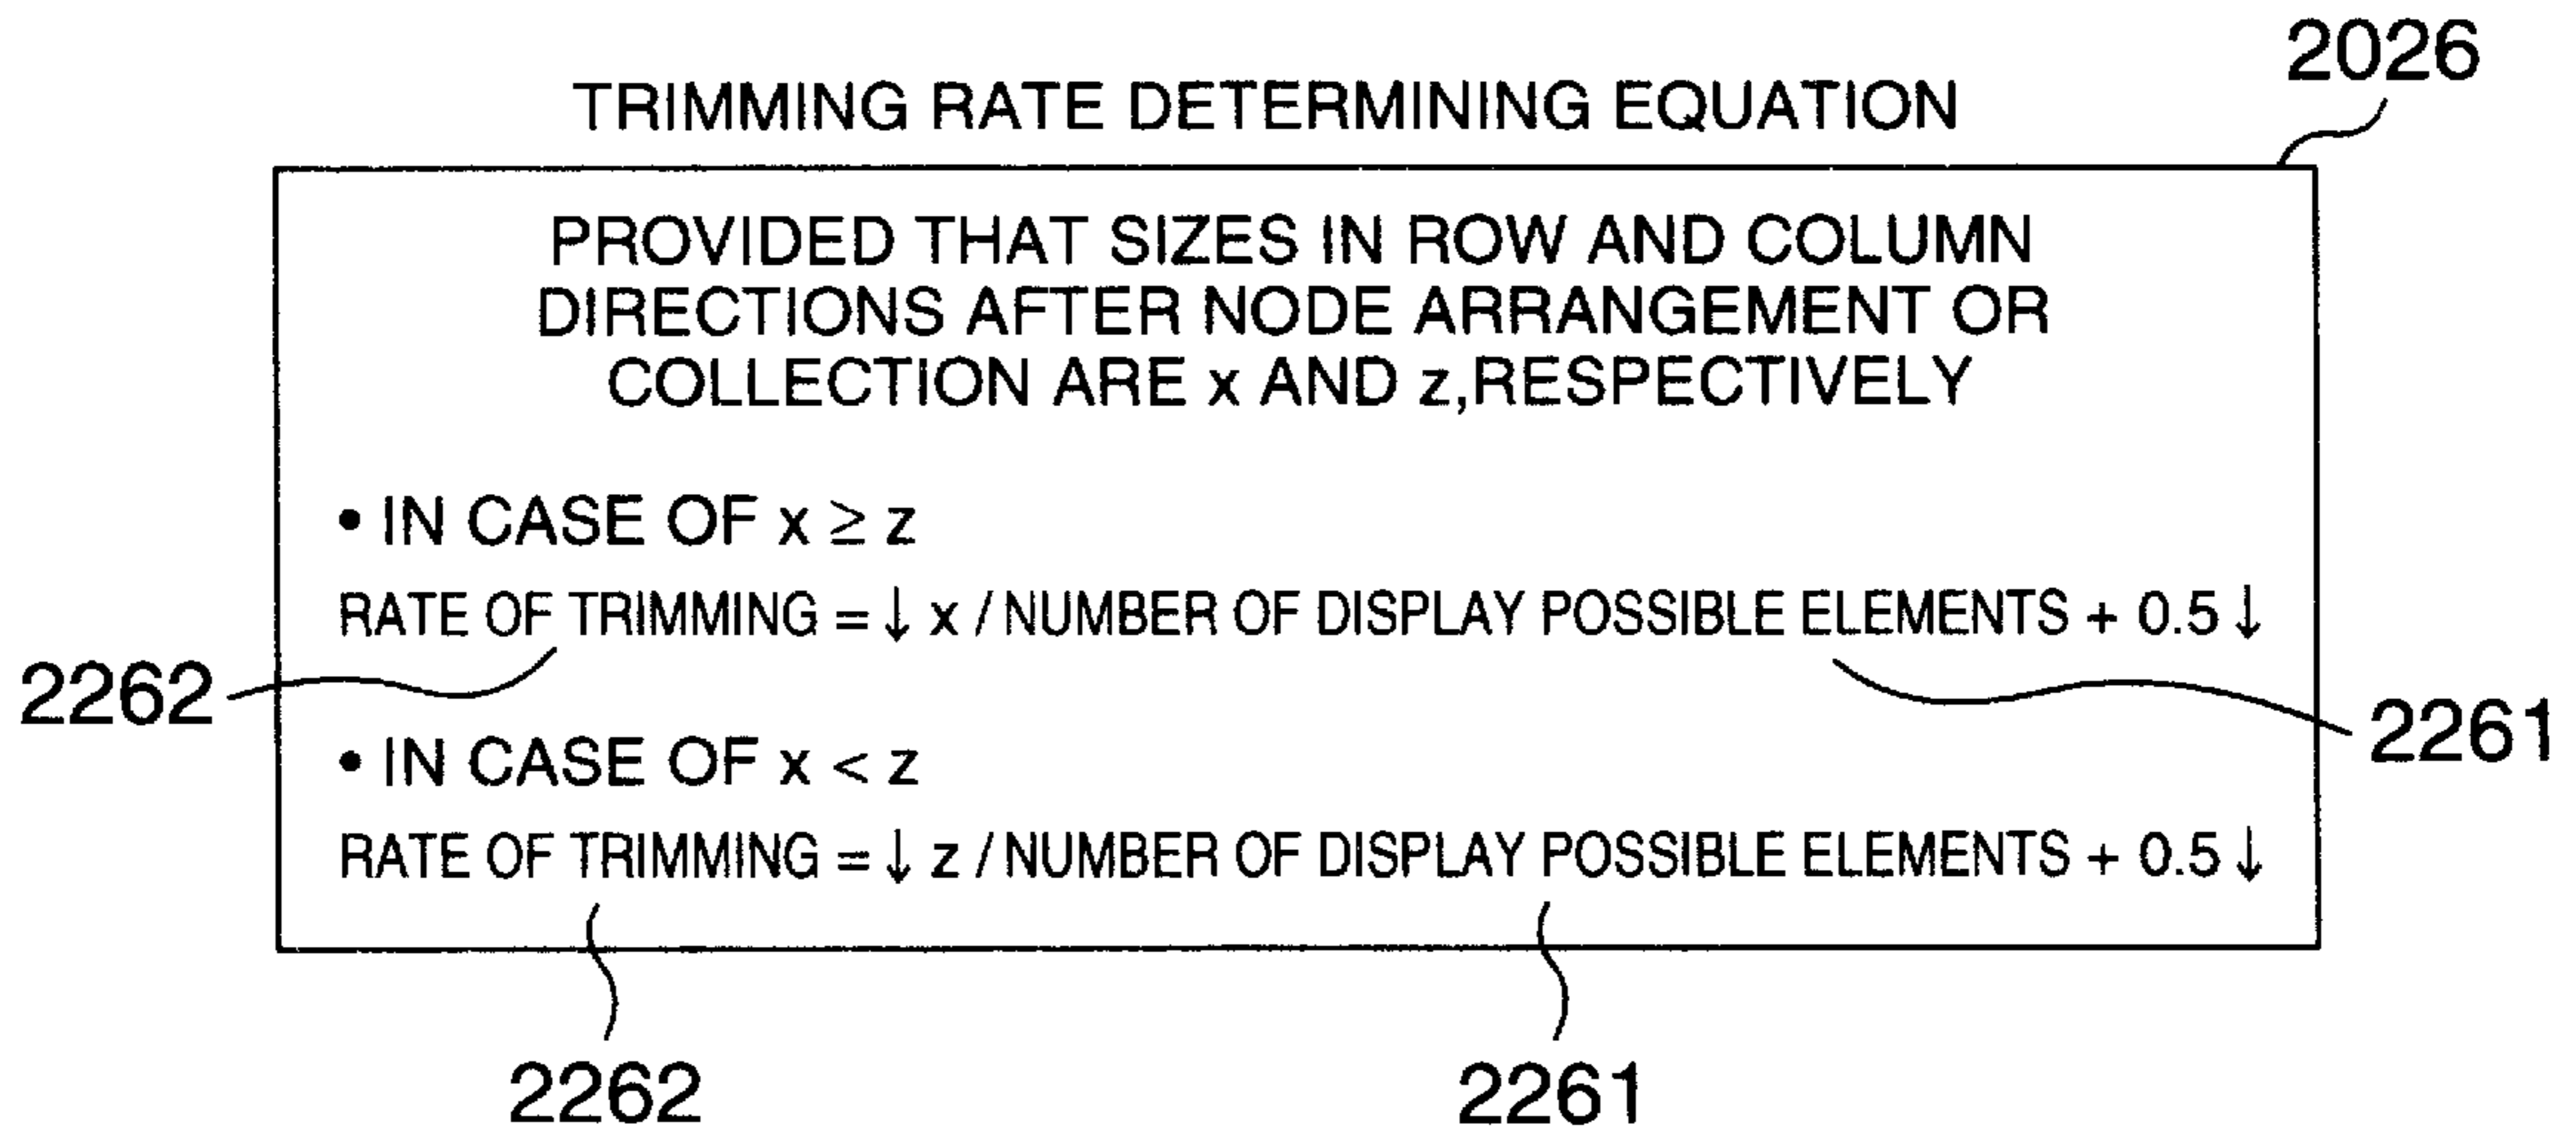 2026
TRIMMING RATE DETERMINING EQUATION
PROVIDED THAT SIZES IN ROW AND COLUMN
DIRECTIONS AFTER NODE ARRANGEMENT OR
COLLECTION ARE x AND z,RESPECTIVELY
• IN CASE OF x ≥ z
RATE OF TRIMMING = ↓ x / NUMBER OF DISPLAY POSSIBLE ELEMENTS + 0.5 ↓
2262
2261
• IN CASE OF x < z
RATE OF TRIMMING = ↓ z / NUMBER OF DISPLAY POSSIBLE ELEMENTS + 0.5 ↓
2262
2261